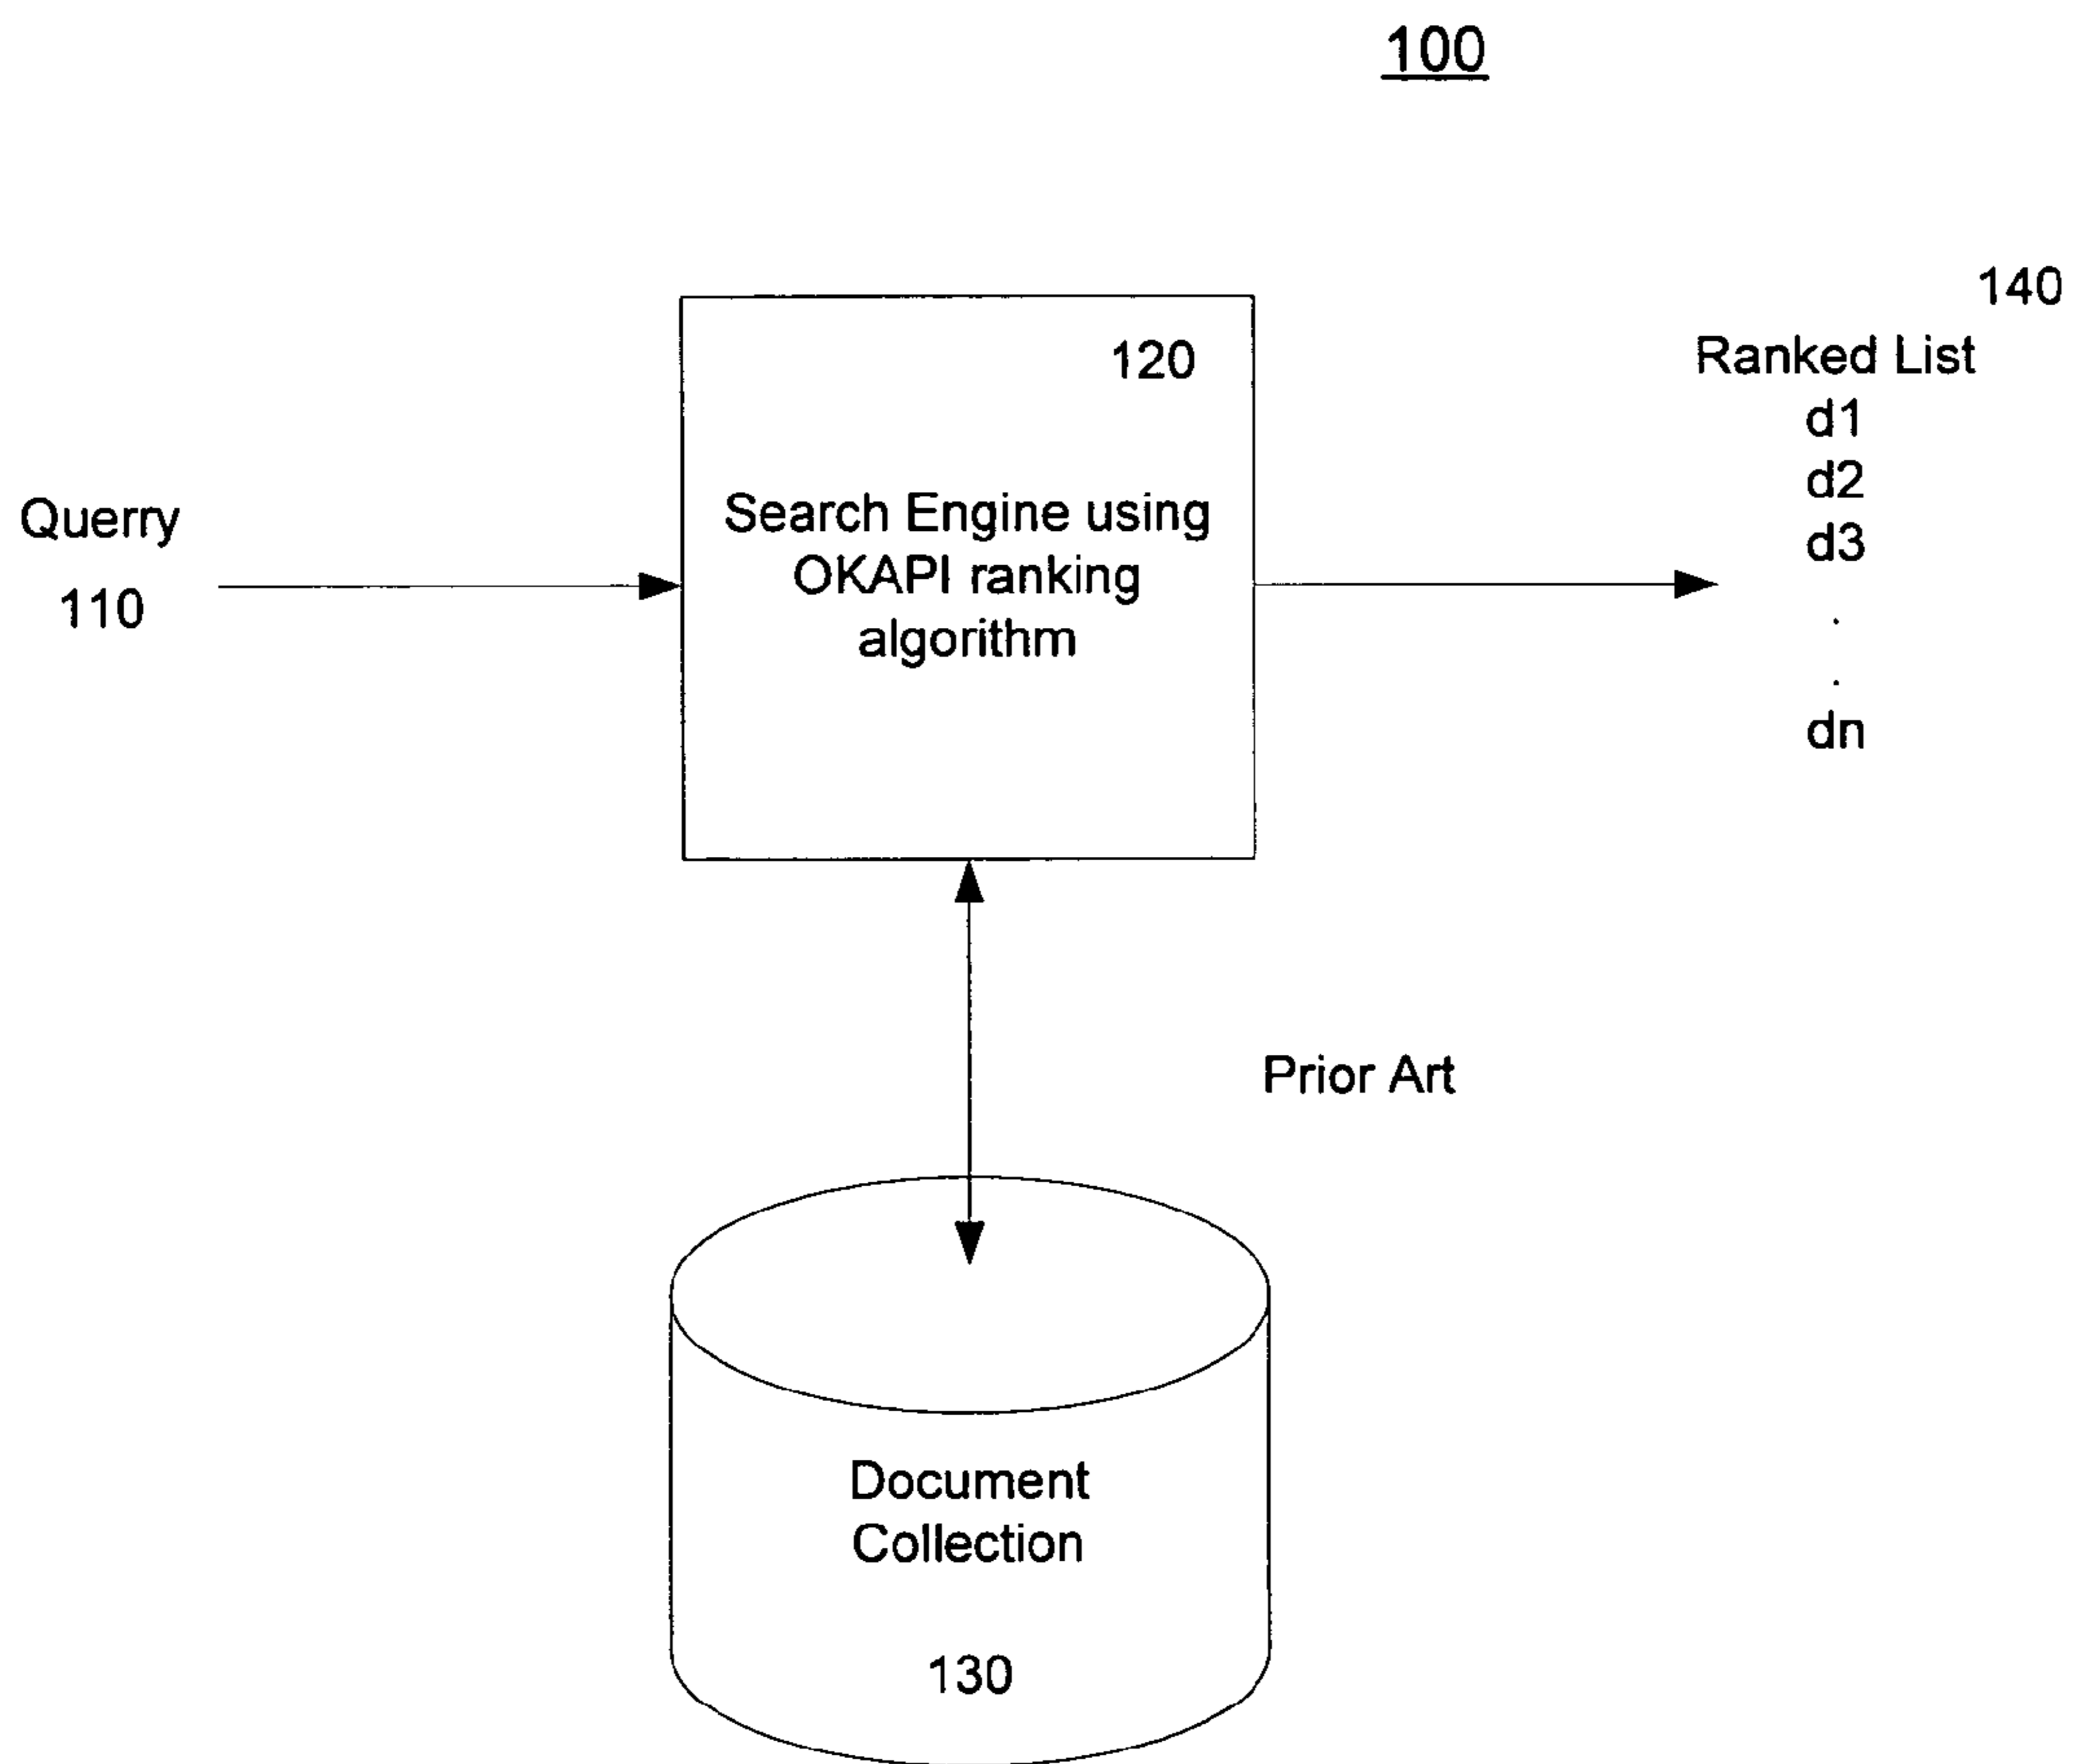 100
140
Ranked List
d1
d2
d3
.
.
dn
120
Search Engine using
OKAPI ranking
algorithm
Querry
110
Prior Art
Document
Collection
130